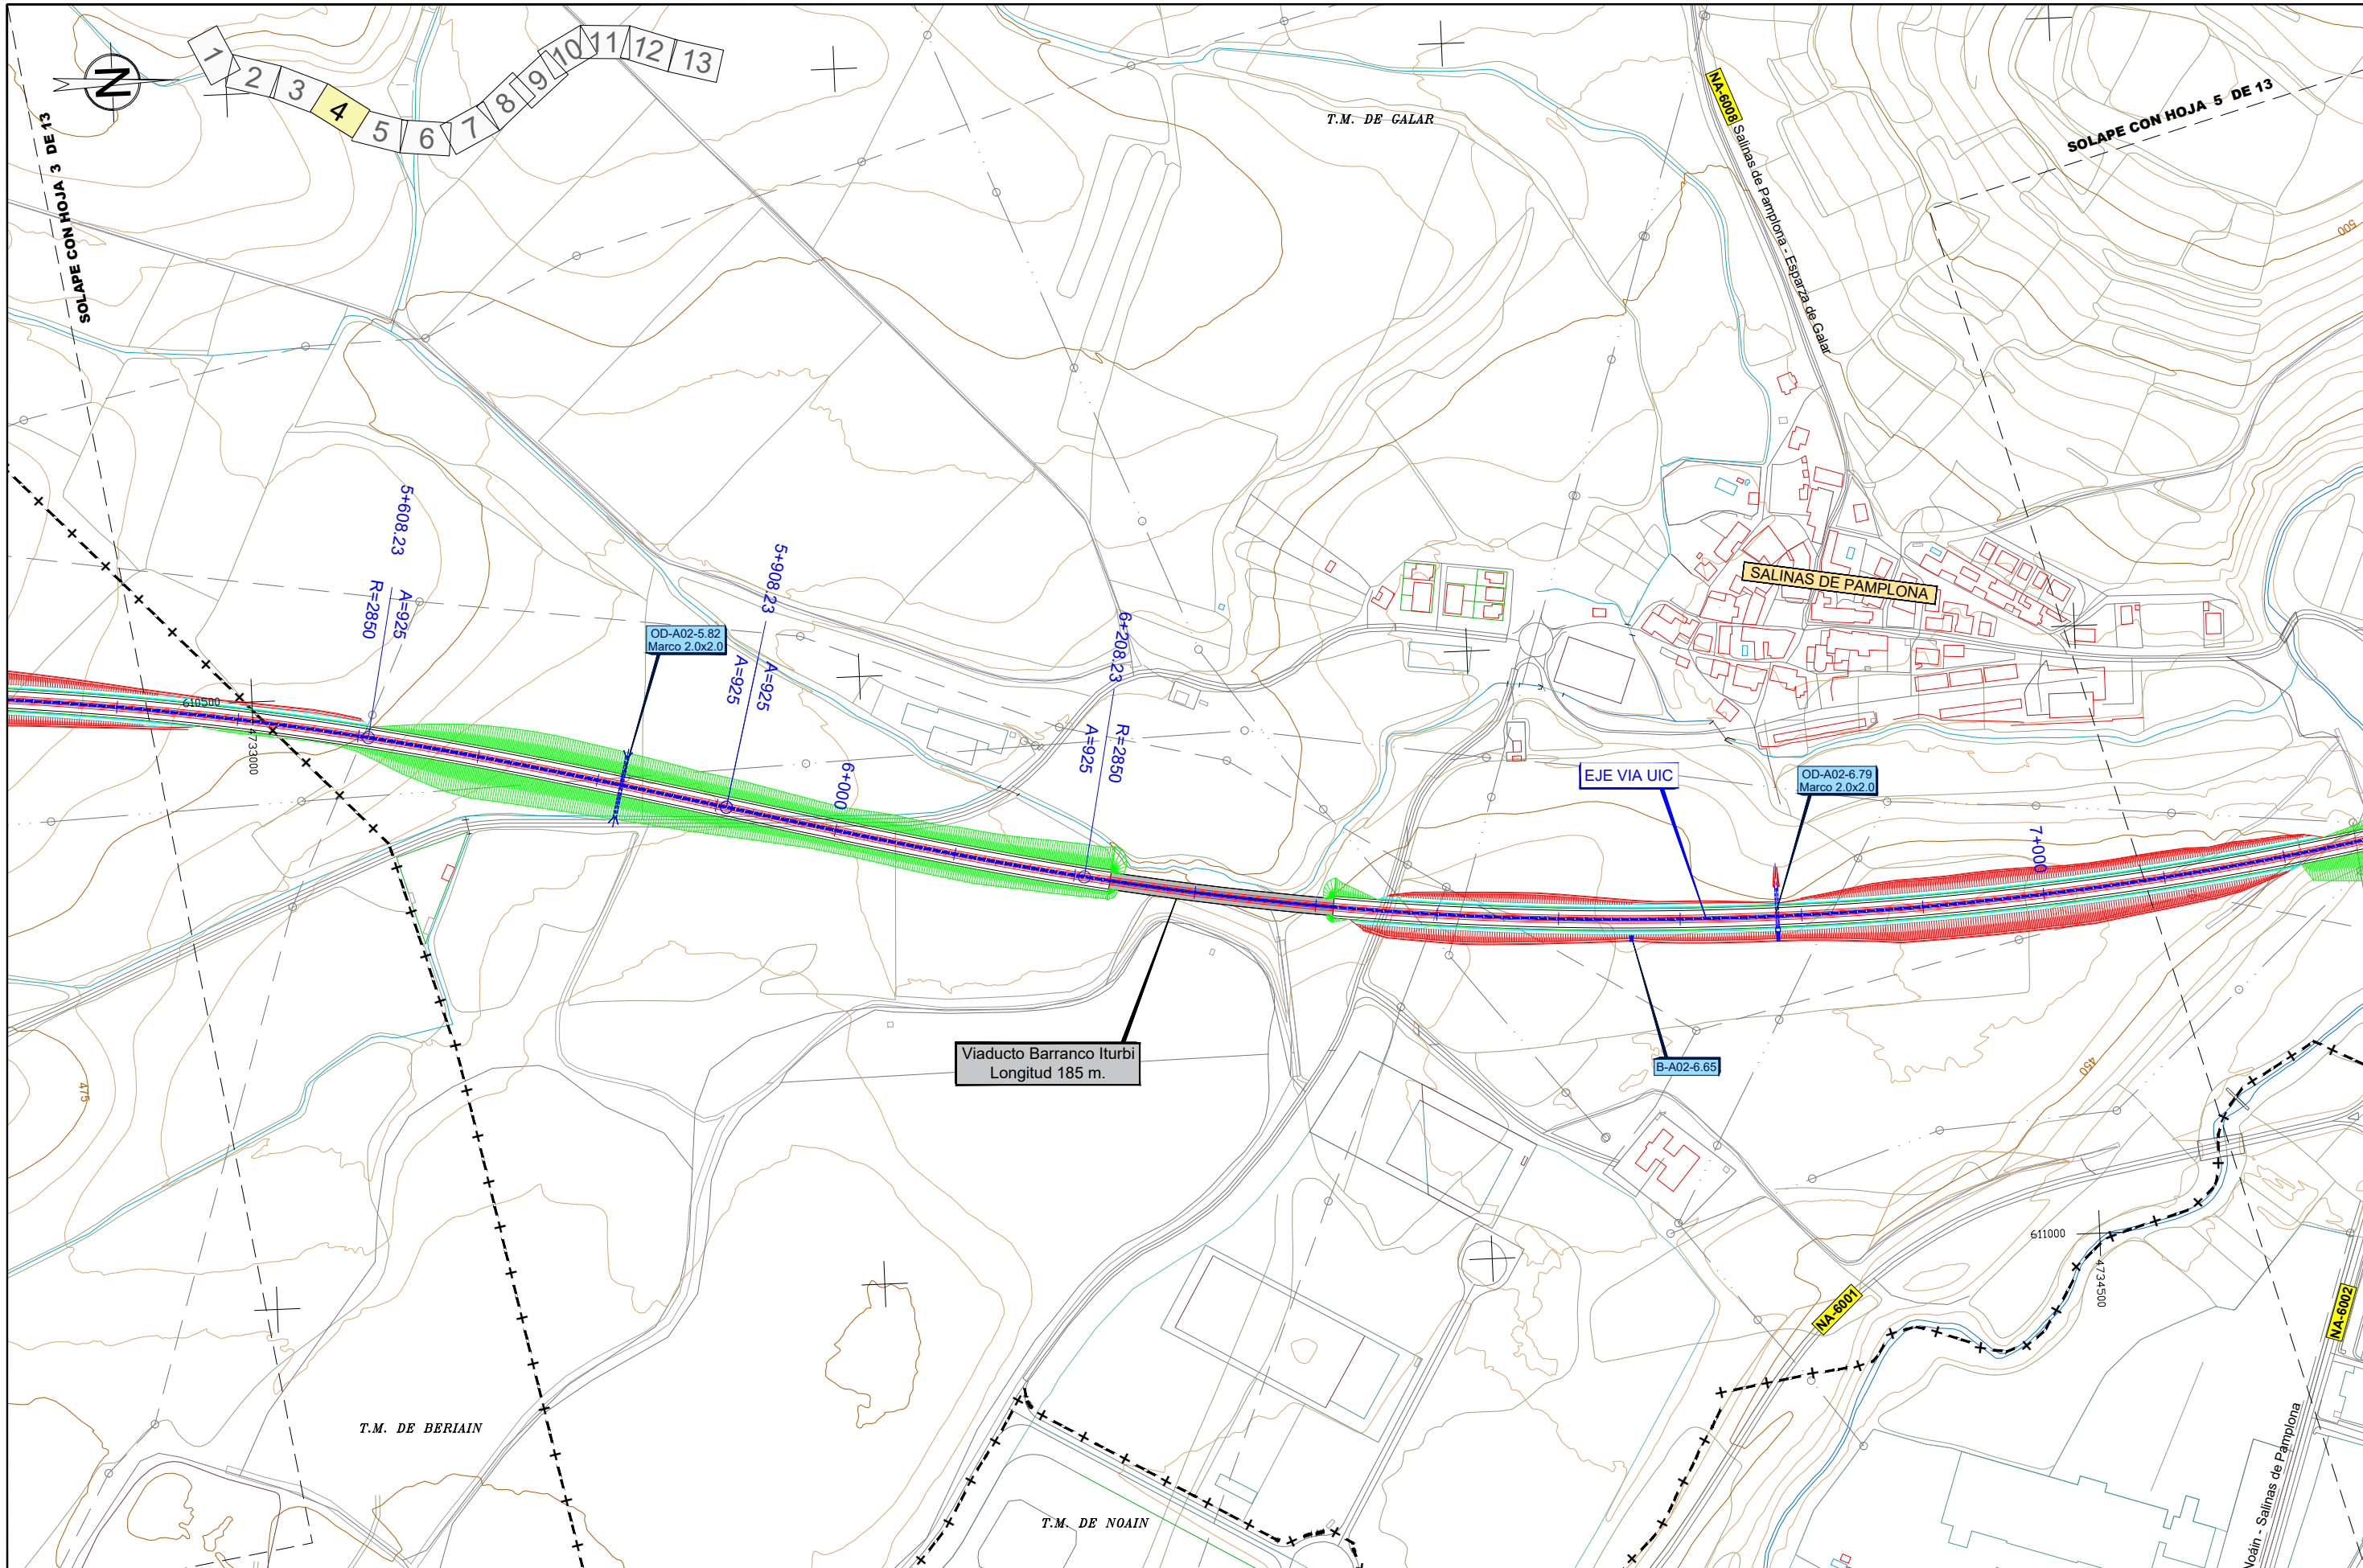 N
1
2
3
4
5
6
7
8
9
10
11
12
13
SOLAPE CON HOJA 3 DE 13
T.M. DE GALAR
NA-6008
Salinas de Pamplona - Esparza de Galar
SOLAPE CON HOJA 5 DE 13
500
5+608.23
R=2850
A=925
5+908.23
A=925
A=925
6+208.23
A=925
R=2850
OD-A02-5.82
Marco 2.0x2.0
SALINAS DE PAMPLONA
610500
4733000
6+000
EJE VIA UIC
OD-A02-6.79
Marco 2.0x2.0
7+000
Viaducto Barranco Iturbi
Longitud 185 m.
B-A02-6.65
475
450
611000
4734500
NA-6001
NA-6002
Noáin - Salinas de Pamplona
T.M. DE BERIAIN
T.M. DE NOAIN